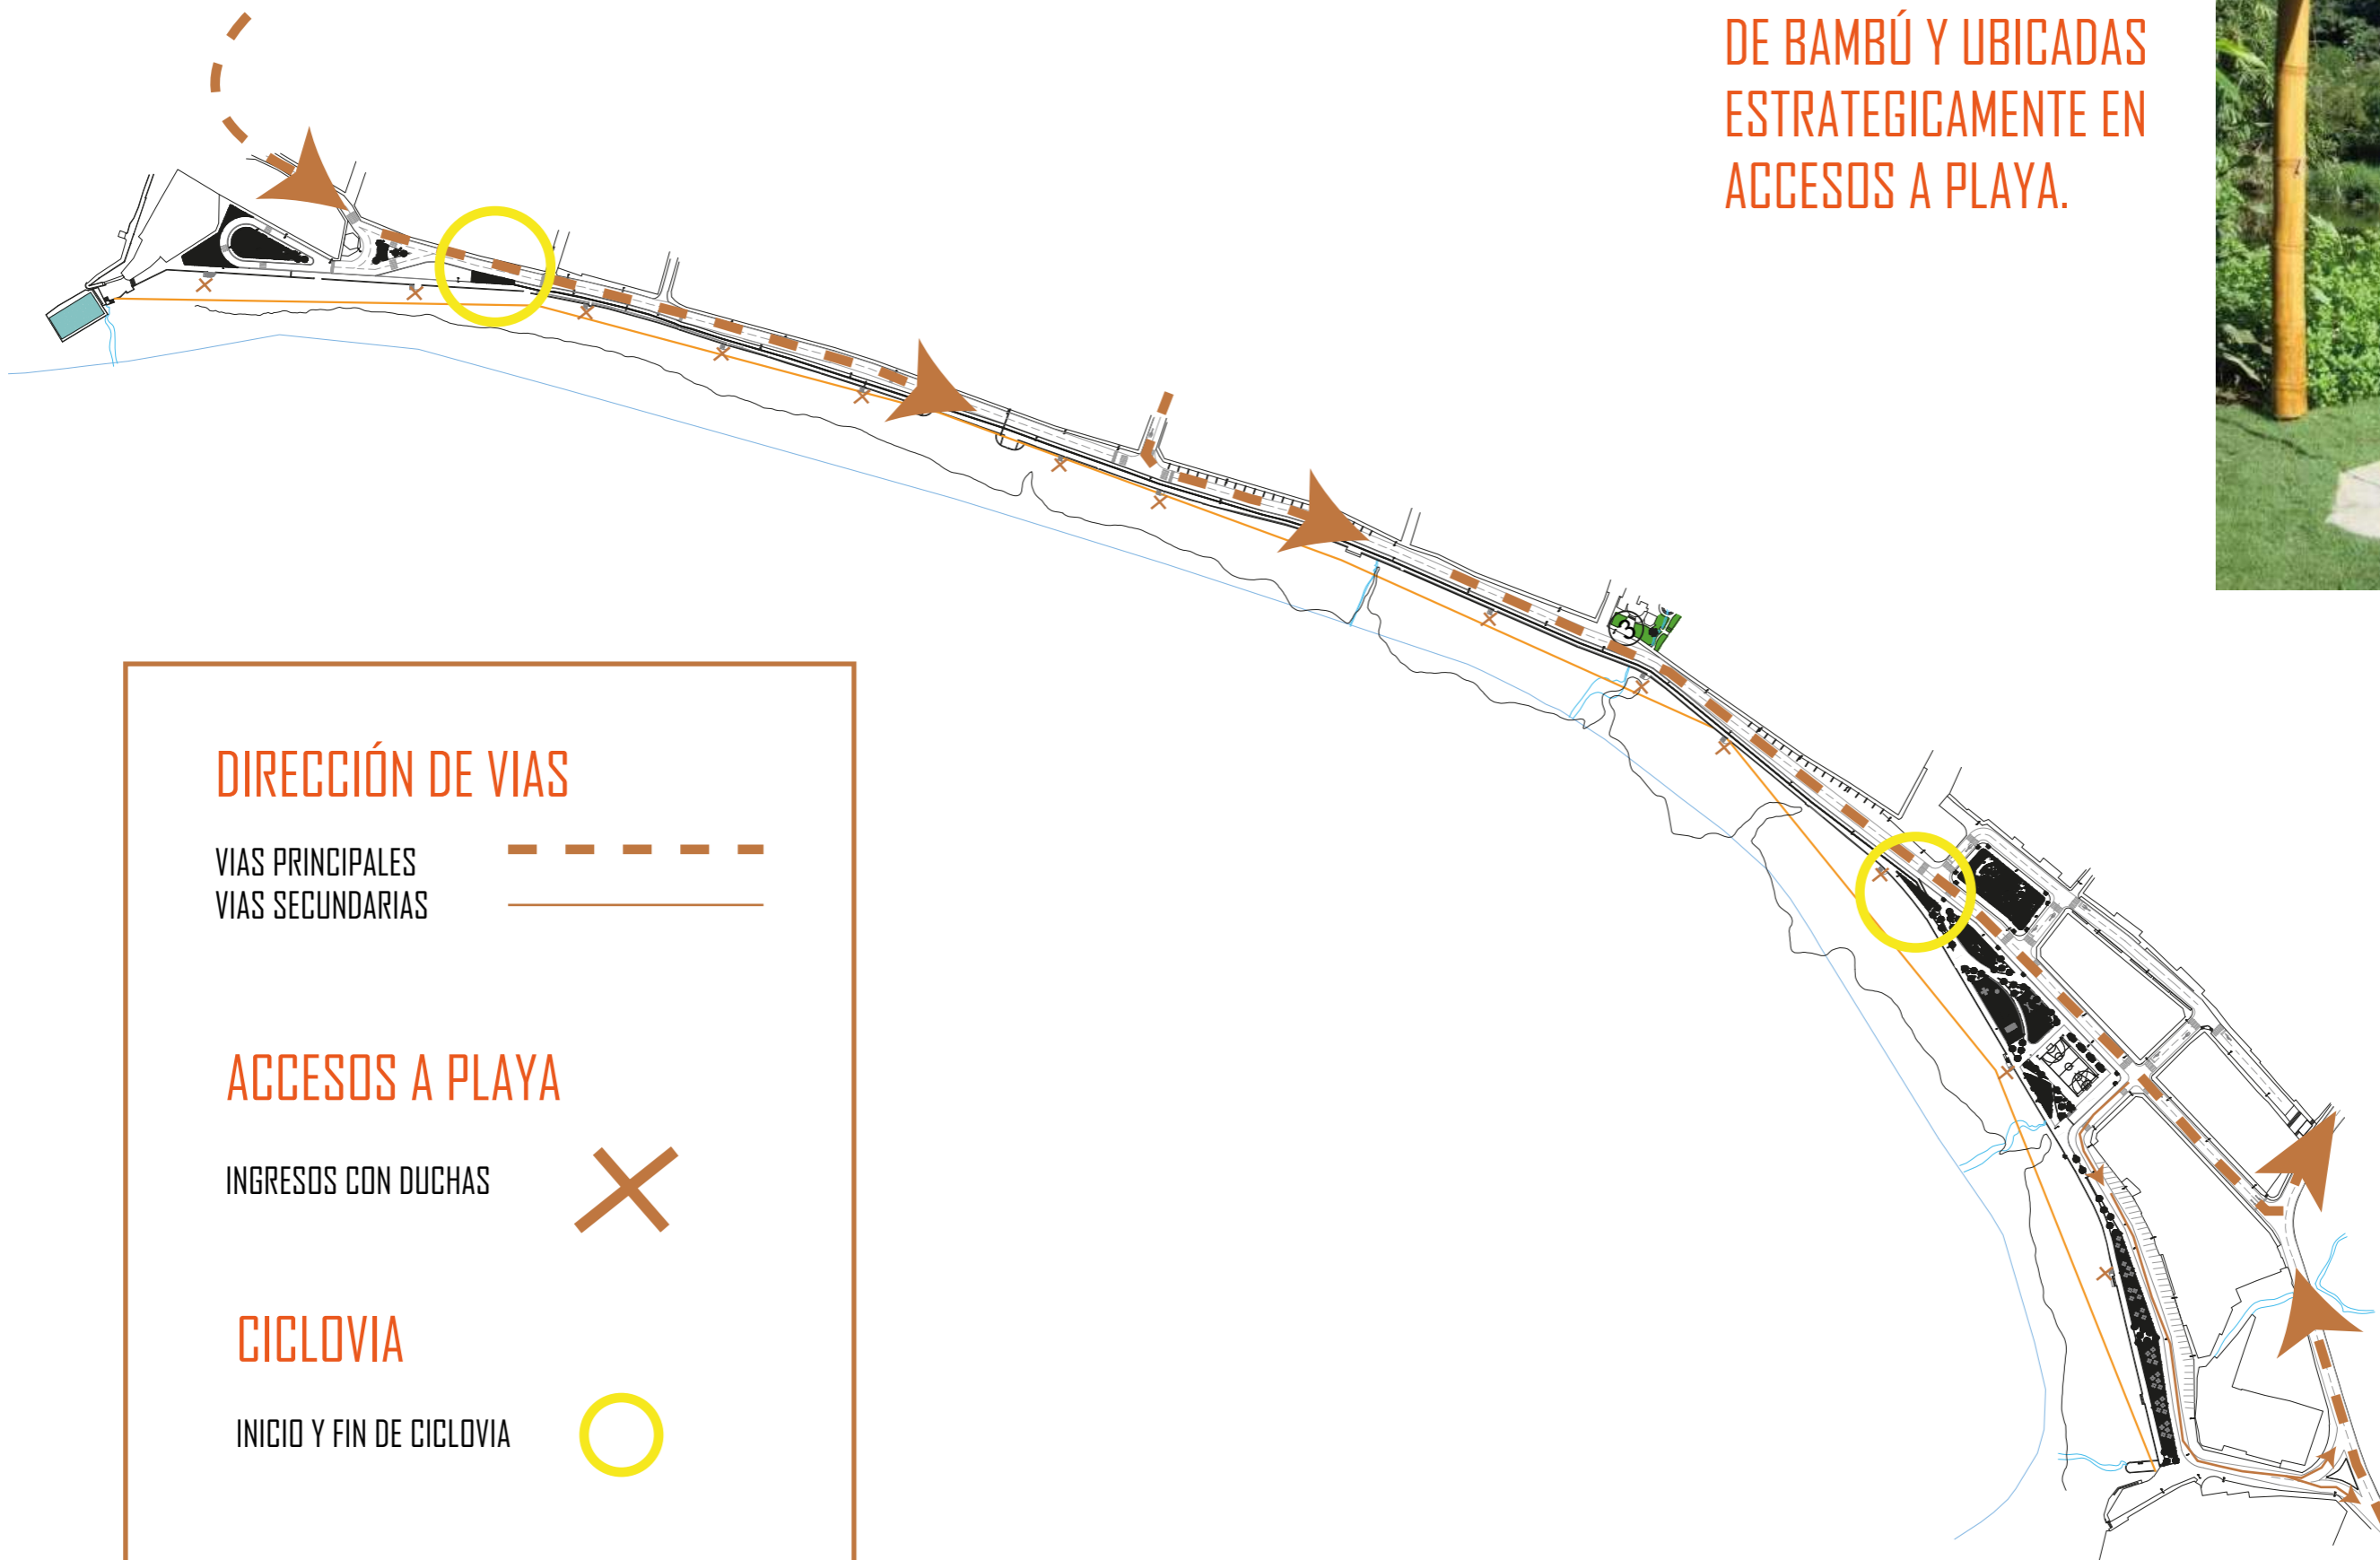 DE BAMBÚ Y UBICADAS
ESTRATEGICAMENTE EN
ACCESOS A PLAYA.
3
DIRECCIÓN DE VIAS
VIAS PRINCIPALES
VIAS SECUNDARIAS
ACCESOS A PLAYA
INGRESOS CON DUCHAS
CICLOVIA
INICIO Y FIN DE CICLOVIA